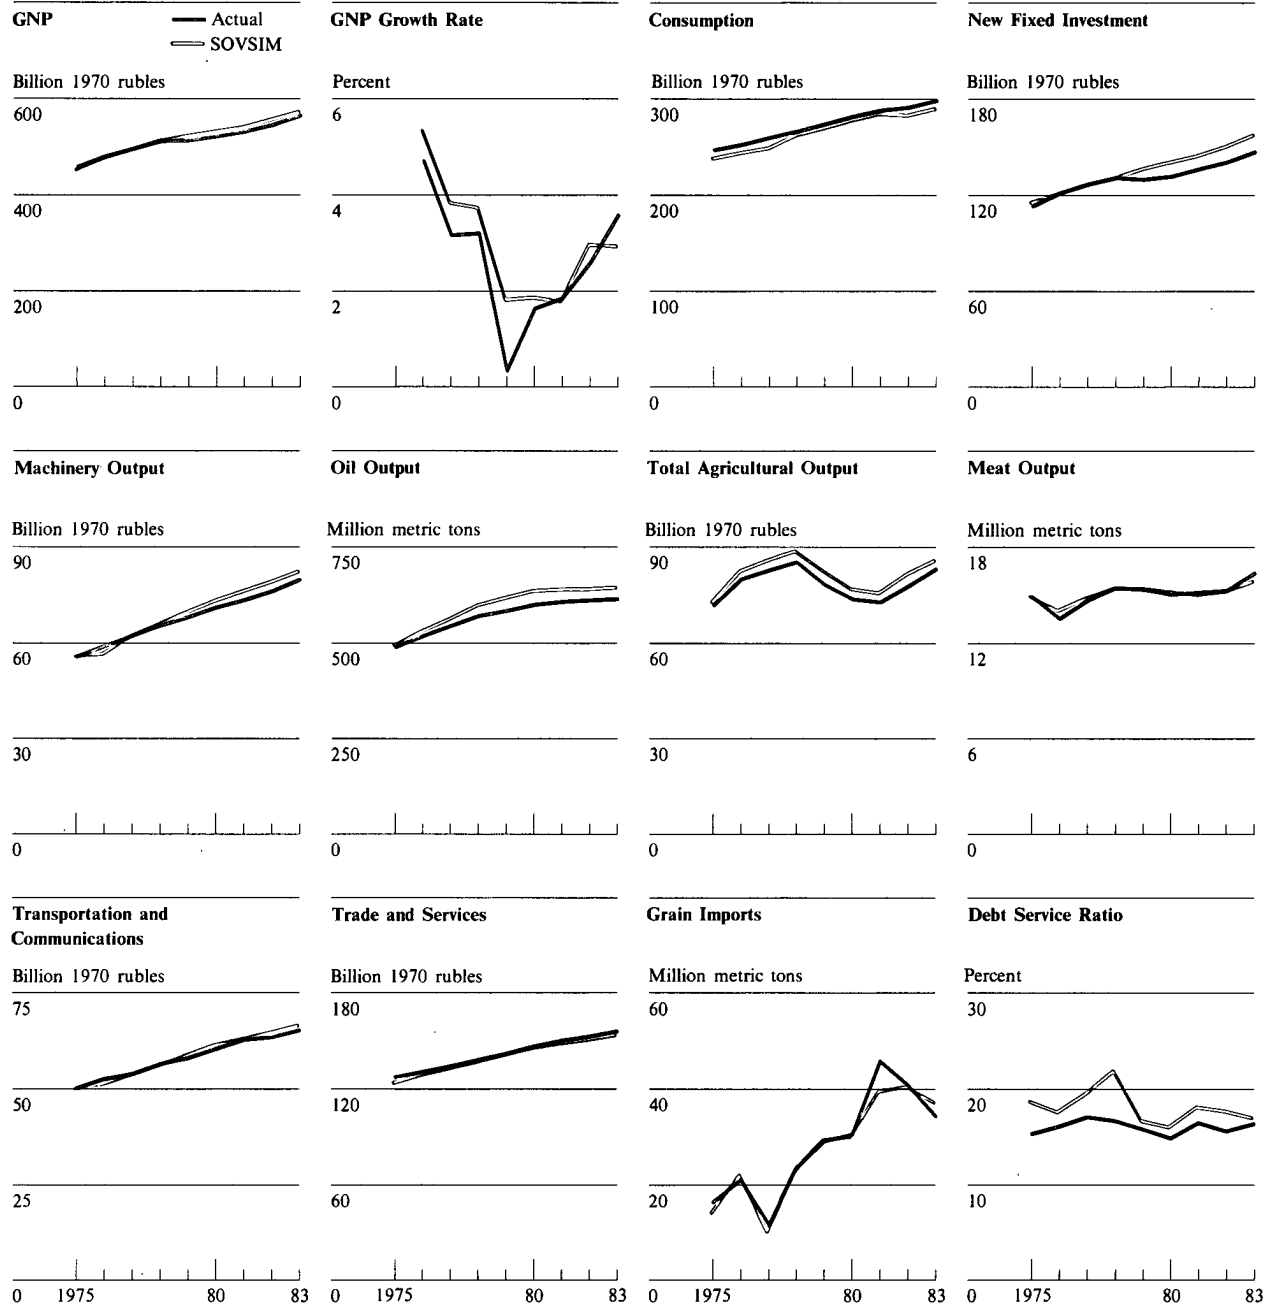 GNP
Actual
SOVSIM
Billion 1970 rubles
600
400
200
0
GNP Growth Rate
Percent
6
4
2
0
Consumption
Billion 1970 rubles
300
200
100
0
New Fixed Investment
Billion 1970 rubles
180
120
60
0
Machinery Output
Billion 1970 rubles
90
60
30
0
Oil Output
Million metric tons
750
500
250
0
Total Agricultural Output
Billion 1970 rubles
90
60
30
0
Meat Output
Million metric tons
18
12
6
0
Transportation and
Communications
Billion 1970 rubles
75
50
25
0 1975 80 83
Trade and Services
Billion 1970 rubles
180
120
60
0 1975 80 83
Grain Imports
Million metric tons
60
40
20
0 1975 80 83
Debt Service Ratio
Percent
30
20
10
0 1975 80 83